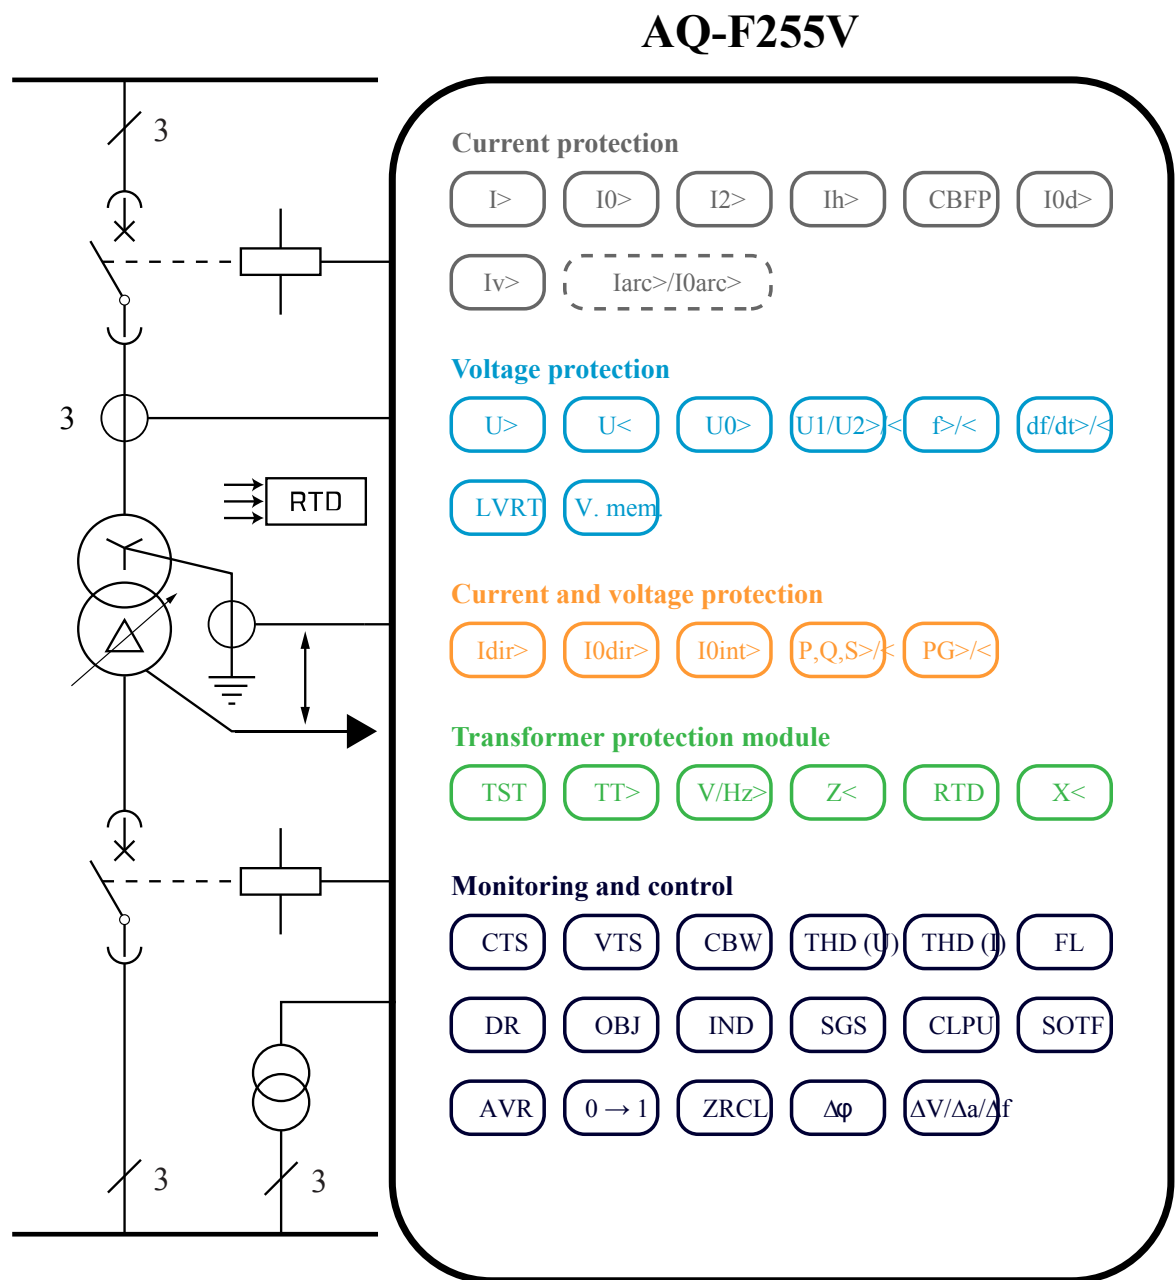 AQ-F255V
3
Current protection
I> I0> I2> Ih> CBFP I0d>
Iv> Iarc>/I0arc>
Voltage protection
3
U> U< U0> U1/U2>/< f>/< df/dt>/<
RTD
LVRT V. mem.
Current and voltage protection
Idir> I0dir> I0int> P,Q,S>/< PG>/<
Transformer protection module
TST TT> V/Hz> Z< RTD X<
Monitoring and control
CTS VTS CBW THD (U) THD (I) FL
DR OBJ IND SGS CLPU SOTF
AVR 0 → 1 ZRCL Δφ ΔV/Δa/Δf
3 3